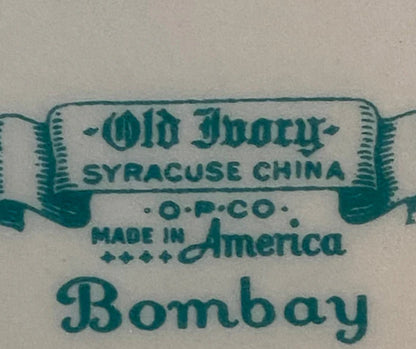 -Old Ivory-
SYRACUSE CHINA
·O·P·CO·
MADE IN America
Bombay